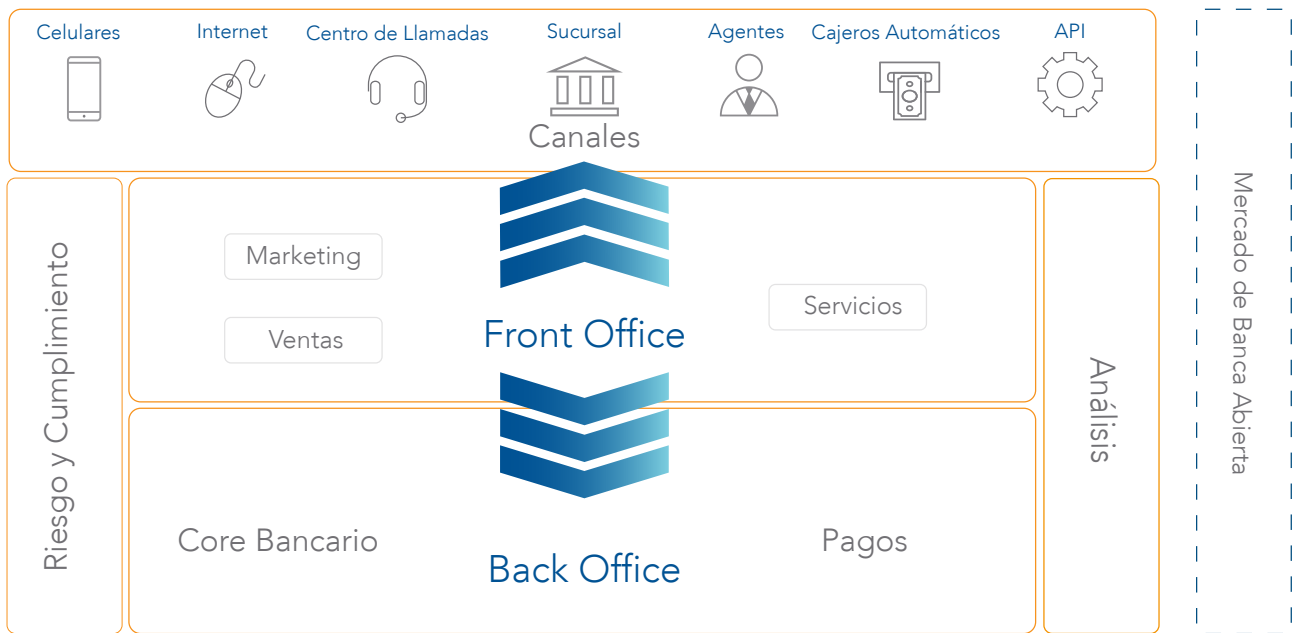 Celulares
Internet
Centro de Llamadas
Sucursal
Agentes
Cajeros Automáticos
API
Canales
Riesgo y Cumplimiento
Marketing
Ventas
Front Office
Servicios
Core Bancario
Back Office
Pagos
Análisis
Mercado de Banca Abierta